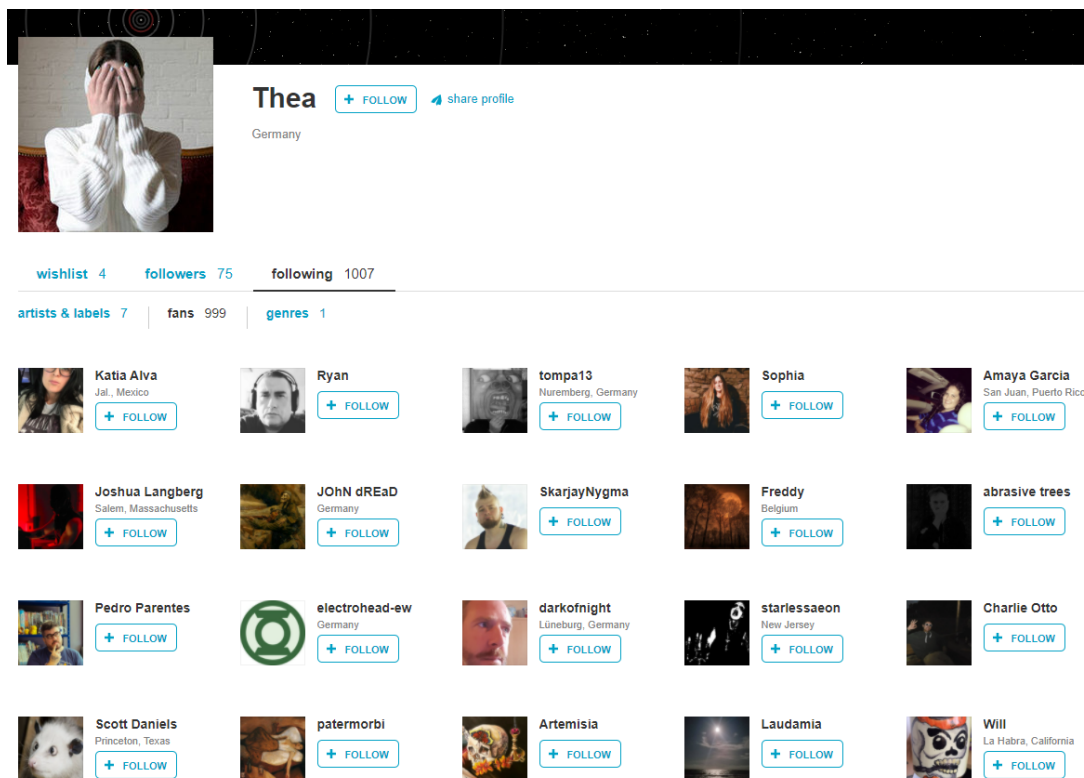 Thea + FOLLOW share profile
Germany
wishlist 4 followers 75 following 1007
artists & labels 7 fans 999 genres 1
Katia Alva
Jal., Mexico
+ FOLLOW
Ryan
+ FOLLOW
tompa13
Nuremberg, Germany
+ FOLLOW
Sophia
+ FOLLOW
Amaya Garcia
San Juan, Puerto Rico
+ FOLLOW
Joshua Langberg
Salem, Massachusetts
+ FOLLOW
JOhN dREaD
Germany
+ FOLLOW
SkarjayNygma
+ FOLLOW
Freddy
Belgium
+ FOLLOW
abrasive trees
+ FOLLOW
Pedro Parentes
+ FOLLOW
electrohead-ew
Germany
+ FOLLOW
darkofnight
Lüneburg, Germany
+ FOLLOW
starlessaeon
New Jersey
+ FOLLOW
Charlie Otto
+ FOLLOW
Scott Daniels
Princeton, Texas
+ FOLLOW
patermorbi
+ FOLLOW
Artemisia
+ FOLLOW
Laudamia
+ FOLLOW
Will
La Habra, California
+ FOLLOW